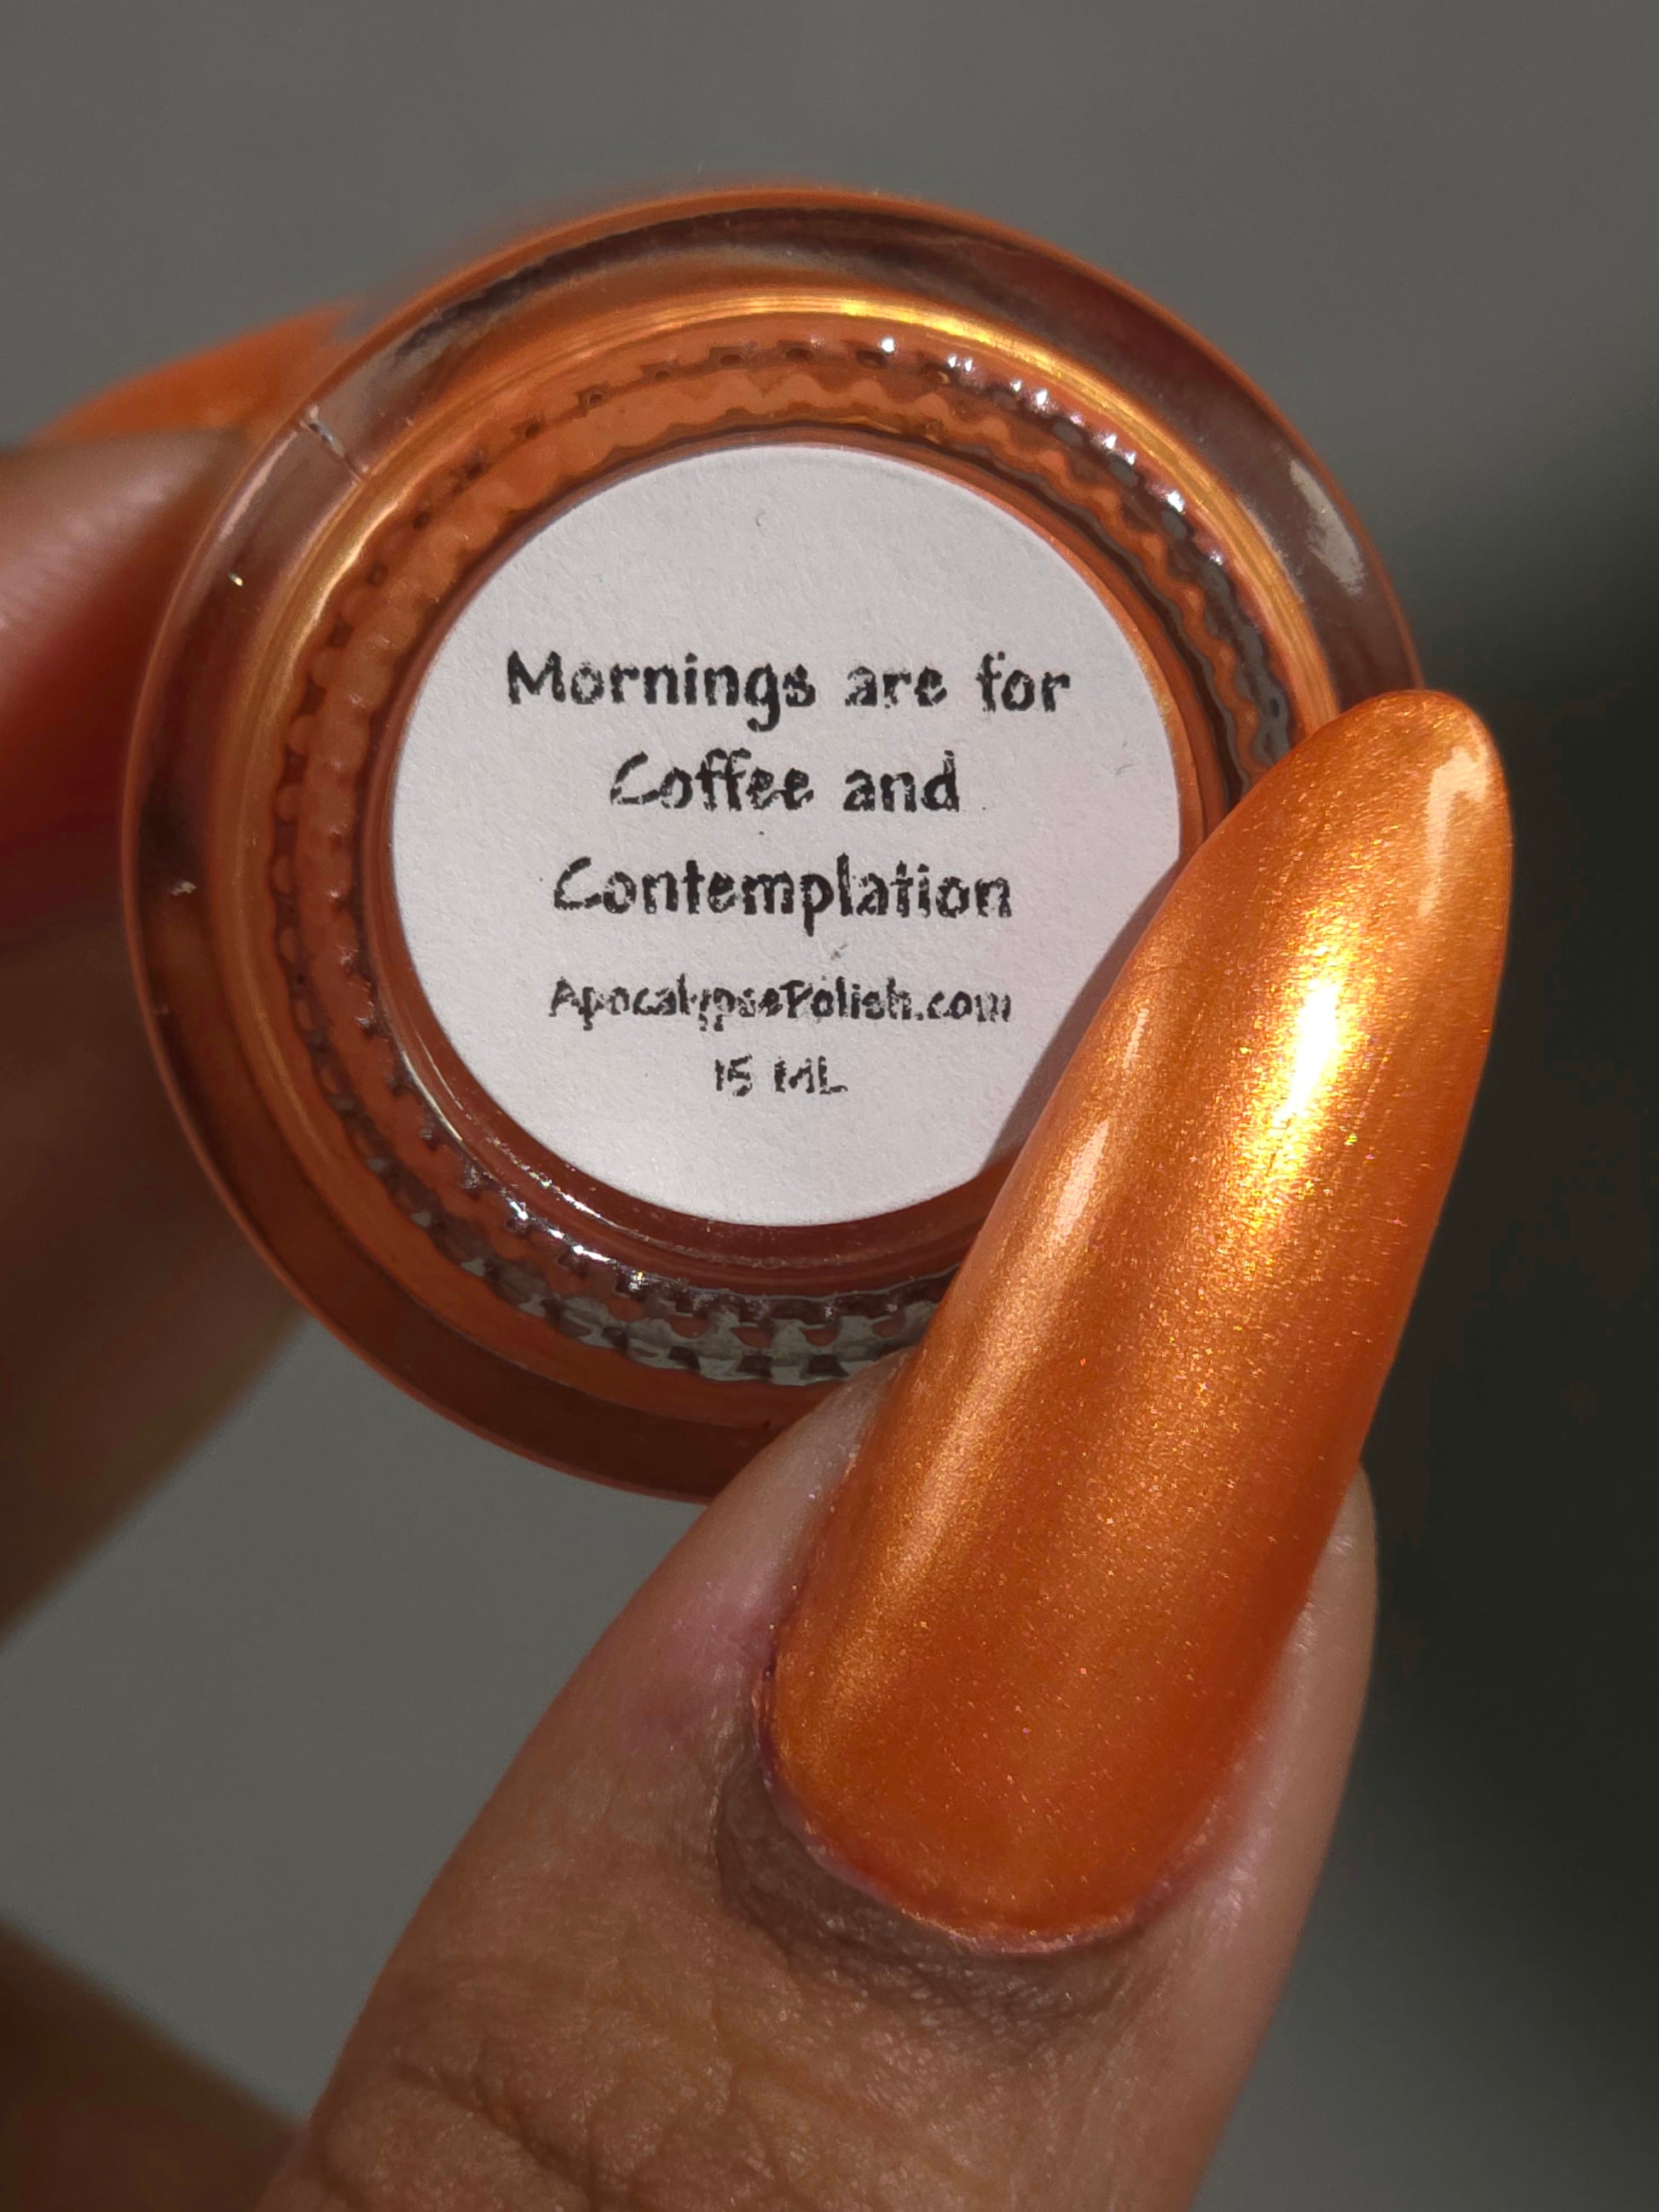 Mornings are for
Coffee and
Contemplation
ApocalypsePolish.com
15 ML